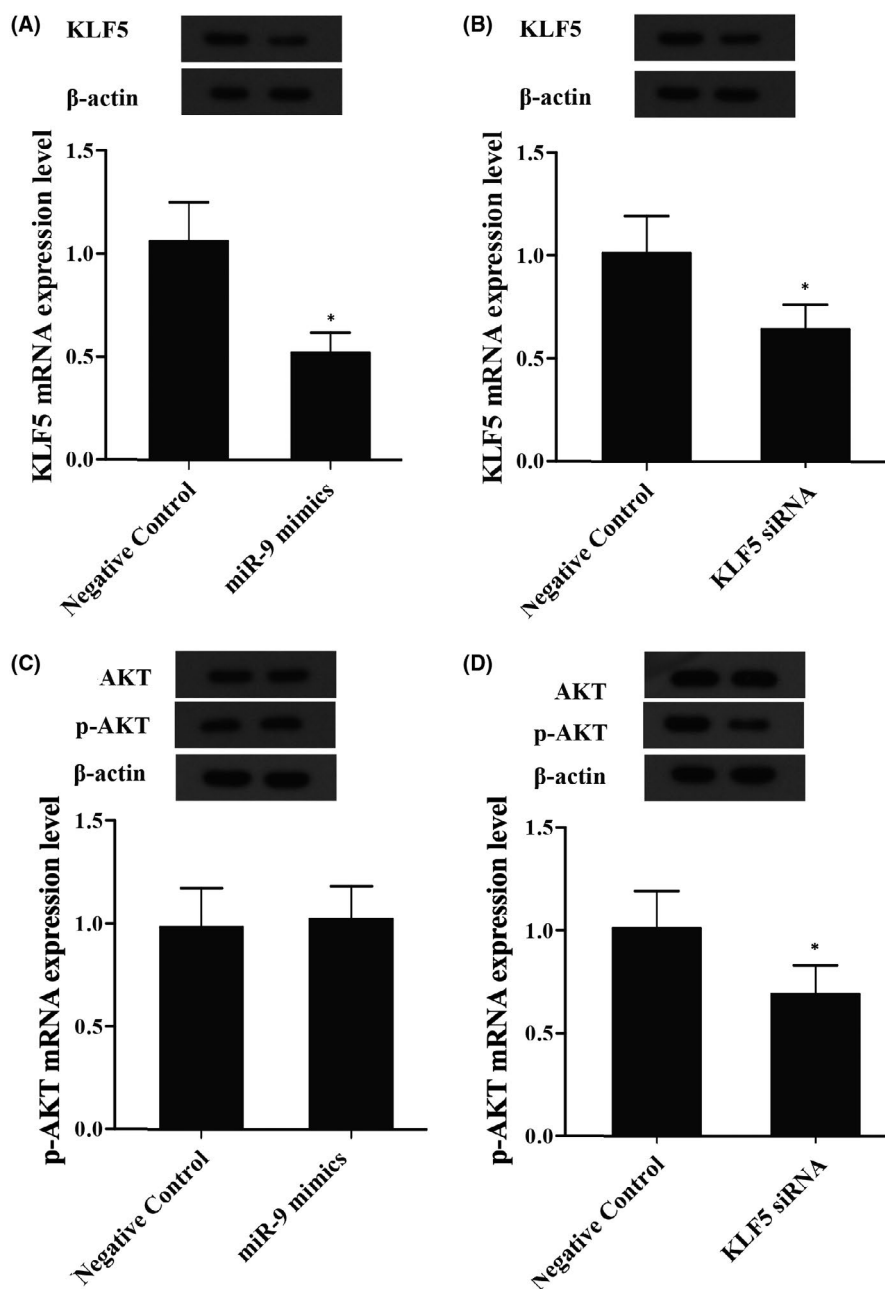 (A)
KLF5
β-actin
KLF5 mRNA expression level
1.5
1.0
0.5
0.0
*
Negative Control
miR-9 mimics
(B)
KLF5
β-actin
KLF5 mRNA expression level
1.5
1.0
0.5
0.0
*
Negative Control
KLF5 siRNA
(C)
AKT
p-AKT
β-actin
p-AKT mRNA expression level
1.5
1.0
0.5
0.0
Negative Control
miR-9 mimics
(D)
AKT
p-AKT
β-actin
p-AKT mRNA expression level
1.5
1.0
0.5
0.0
*
Negative Control
KLF5 siRNA